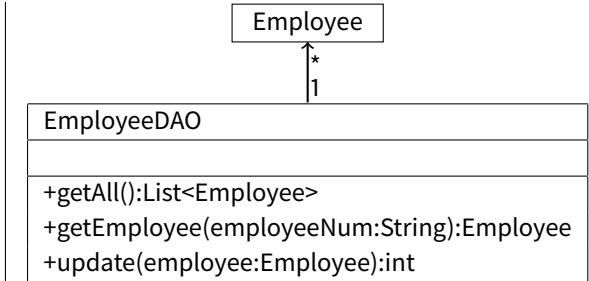 Employee
*
1
EmployeeDAO
+getAll():List<Employee>
+getEmployee(employeeNum:String):Employee
+update(employee:Employee):int